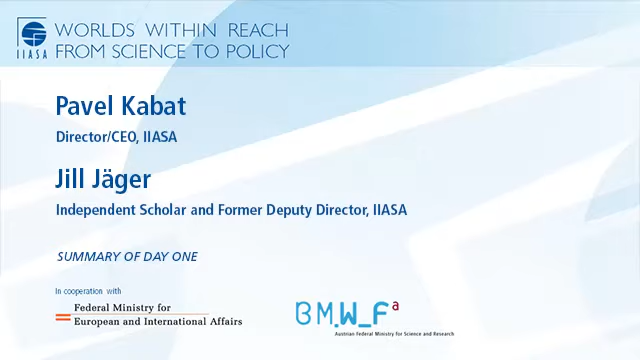 IIASA
WORLDS WITHIN REACH
FROM SCIENCE TO POLICY
Pavel Kabat
Director/CEO, IIASA
Jill Jäger
Independent Scholar and Former Deputy Director, IIASA
SUMMARY OF DAY ONE
In cooperation with
Federal Ministry for
European and International Affairs
BM.W_Fa
Austrian Federal Ministry for Science and Research